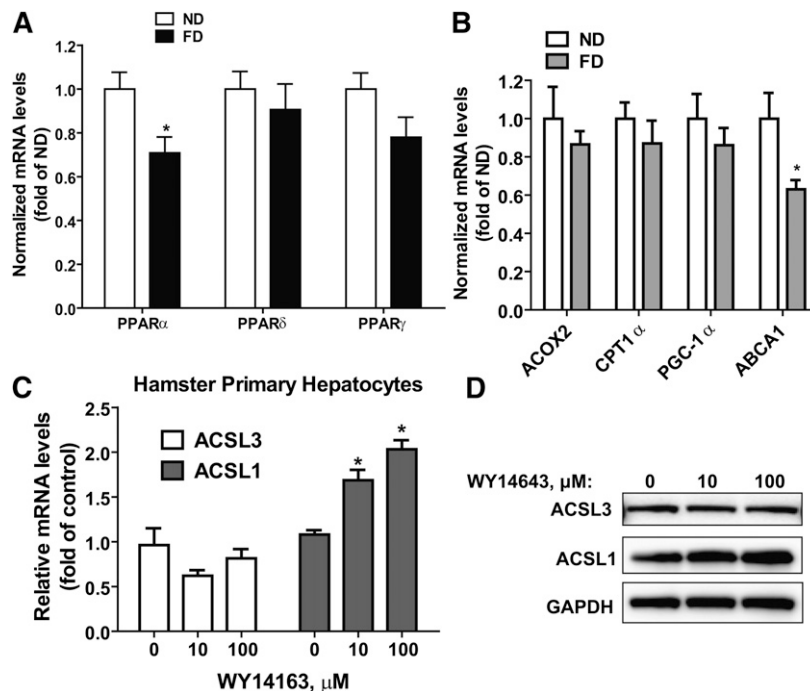 A
ND
FD
Normalized mRNA levels
(fold of ND)
1.2
1.0
0.8
0.6
0.4
0.2
0.0
*
PPARα
PPARδ
PPARγ
B
ND
FD
Normalized mRNA levels
(fold of ND)
1.2
1.0
0.8
0.6
0.4
0.2
0.0
*
ACOX2
CPT1 α
PGC-1 α
ABCA1
C
Hamster Primary Hepatocytes
Relative mRNA levels
(fold of control)
2.5
2.0
1.5
1.0
0.5
0.0
ACSL3
ACSL1
* *
0 10 100 0 10 100
WY14163, μM
D
WY14643, μM: 0 10 100
ACSL3
ACSL1
GAPDH